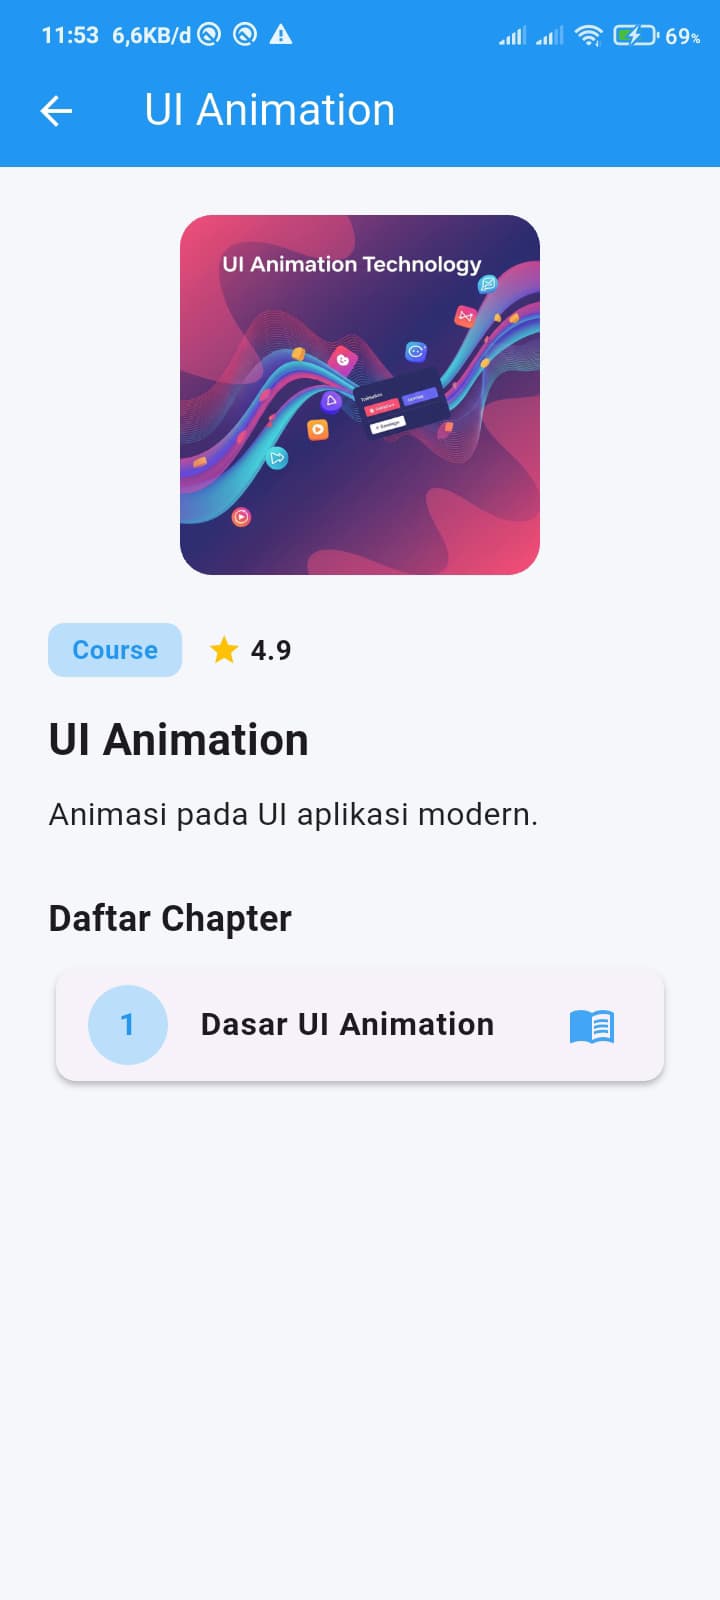 11:53 6,6KB/d 69%
UI Animation
UI Animation Technology
Course 4.9
UI Animation
Animasi pada UI aplikasi modern.
Daftar Chapter
1 Dasar UI Animation